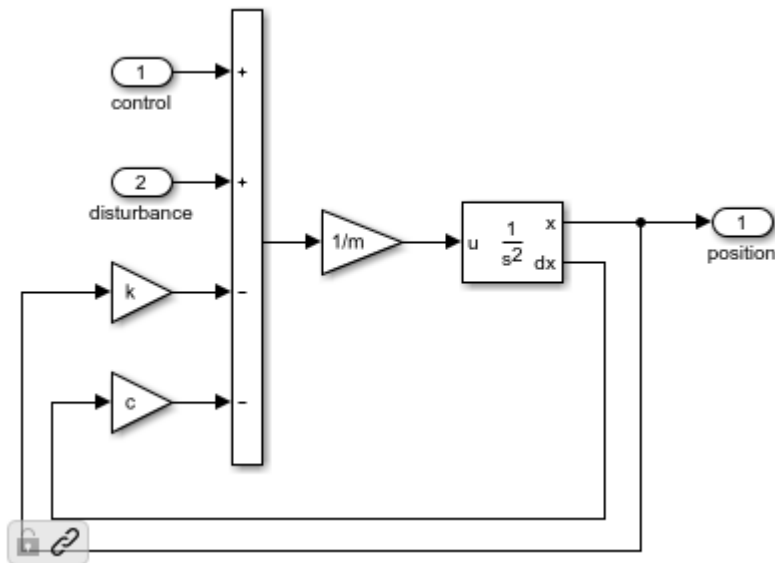 1
+
control
2
+
disturbance
k
−
c
−
1/m
u
1
s²
x
dx
1
position